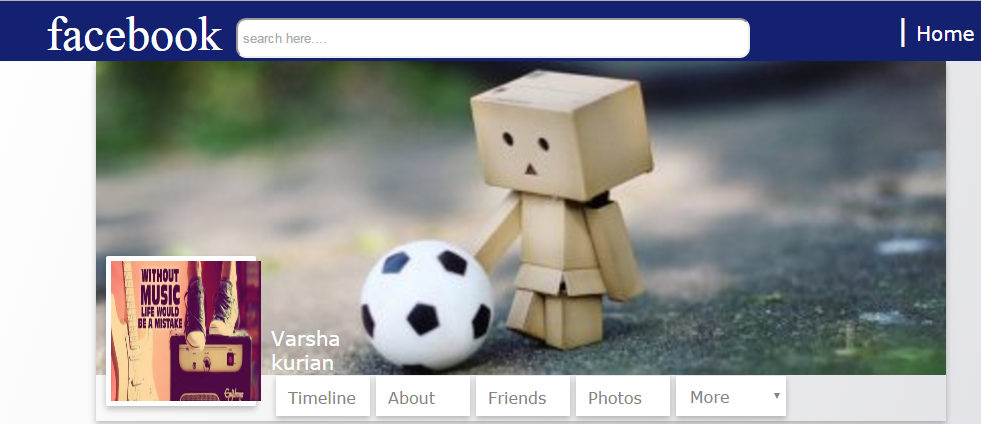 facebook
search here....
| Home
WITHOUT
MUSIC
LIFE WOULD
BE A MISTAKE
Varsha
kurian
Timeline
About
Friends
Photos
More